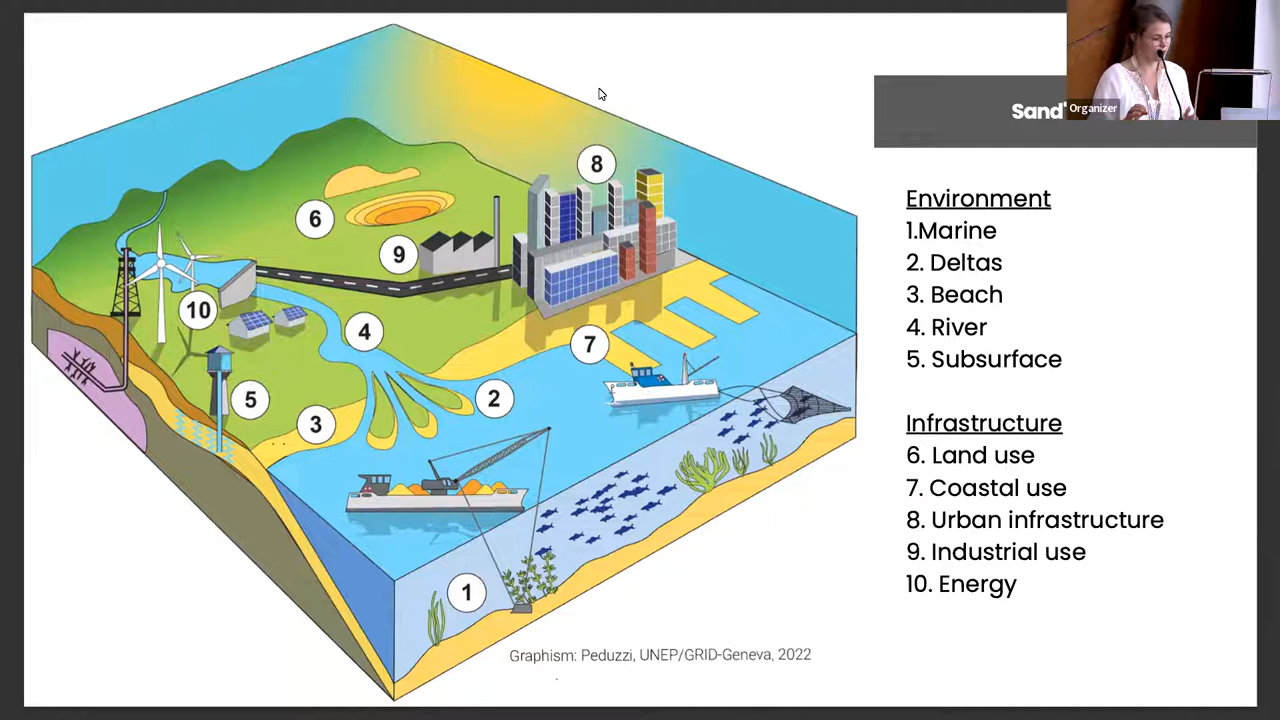 Sand'
Organizer
Environment
1.Marine
2. Deltas
3. Beach
4. River
5. Subsurface
Infrastructure
6. Land use
7. Coastal use
8. Urban infrastructure
9. Industrial use
10. Energy
8
6
9
10
4
7
5
3
2
1
Graphism: Peduzzi, UNEP/GRID-Geneva, 2022